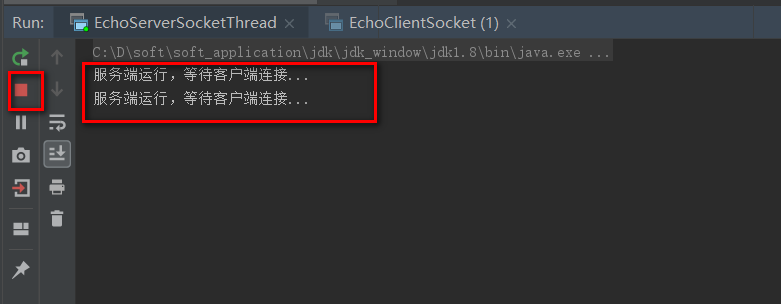 Run: EchoServerSocketThread × EchoClientSocket (1) ×
C:\D\soft\soft_application\jdk\jdk_window\jdk1.8\bin\java.exe ...
服务端运行，等待客户端连接...
服务端运行，等待客户端连接...